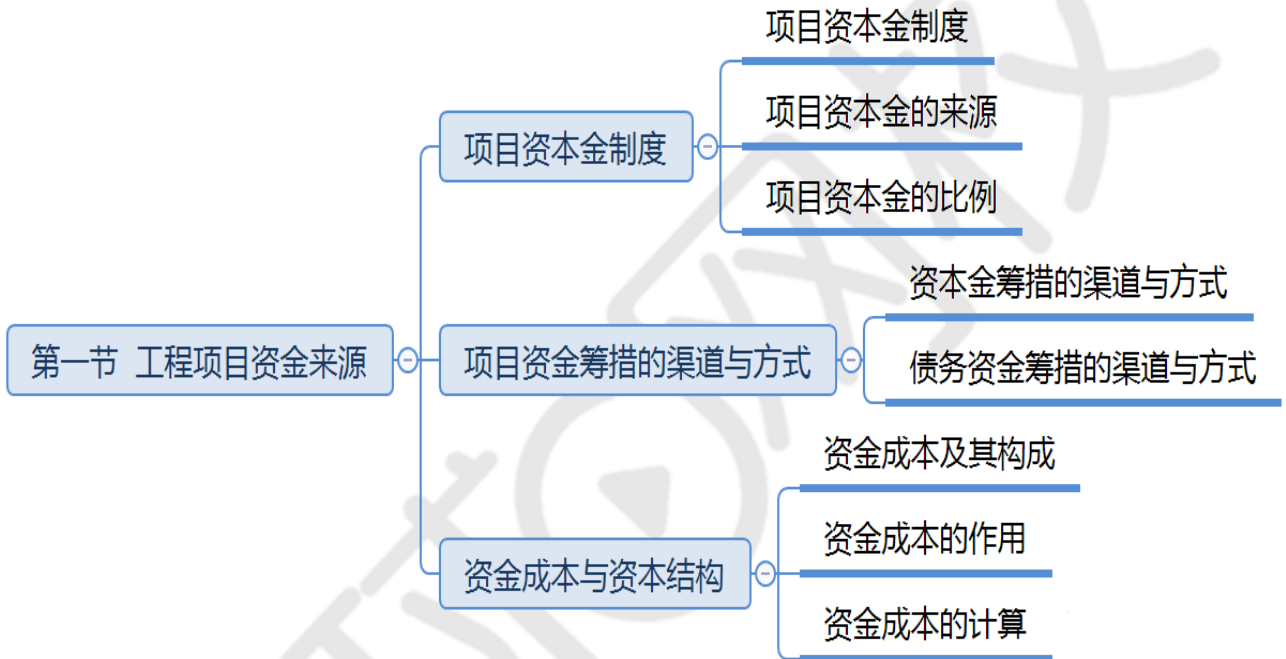 项目资本金制度
项目资本金的来源
项目资本金制度
项目资本金的比例
资本金筹措的渠道与方式
第一节 工程项目资金来源
项目资金筹措的渠道与方式
债务资金筹措的渠道与方式
资金成本及其构成
资金成本的作用
资金成本与资本结构
资金成本的计算